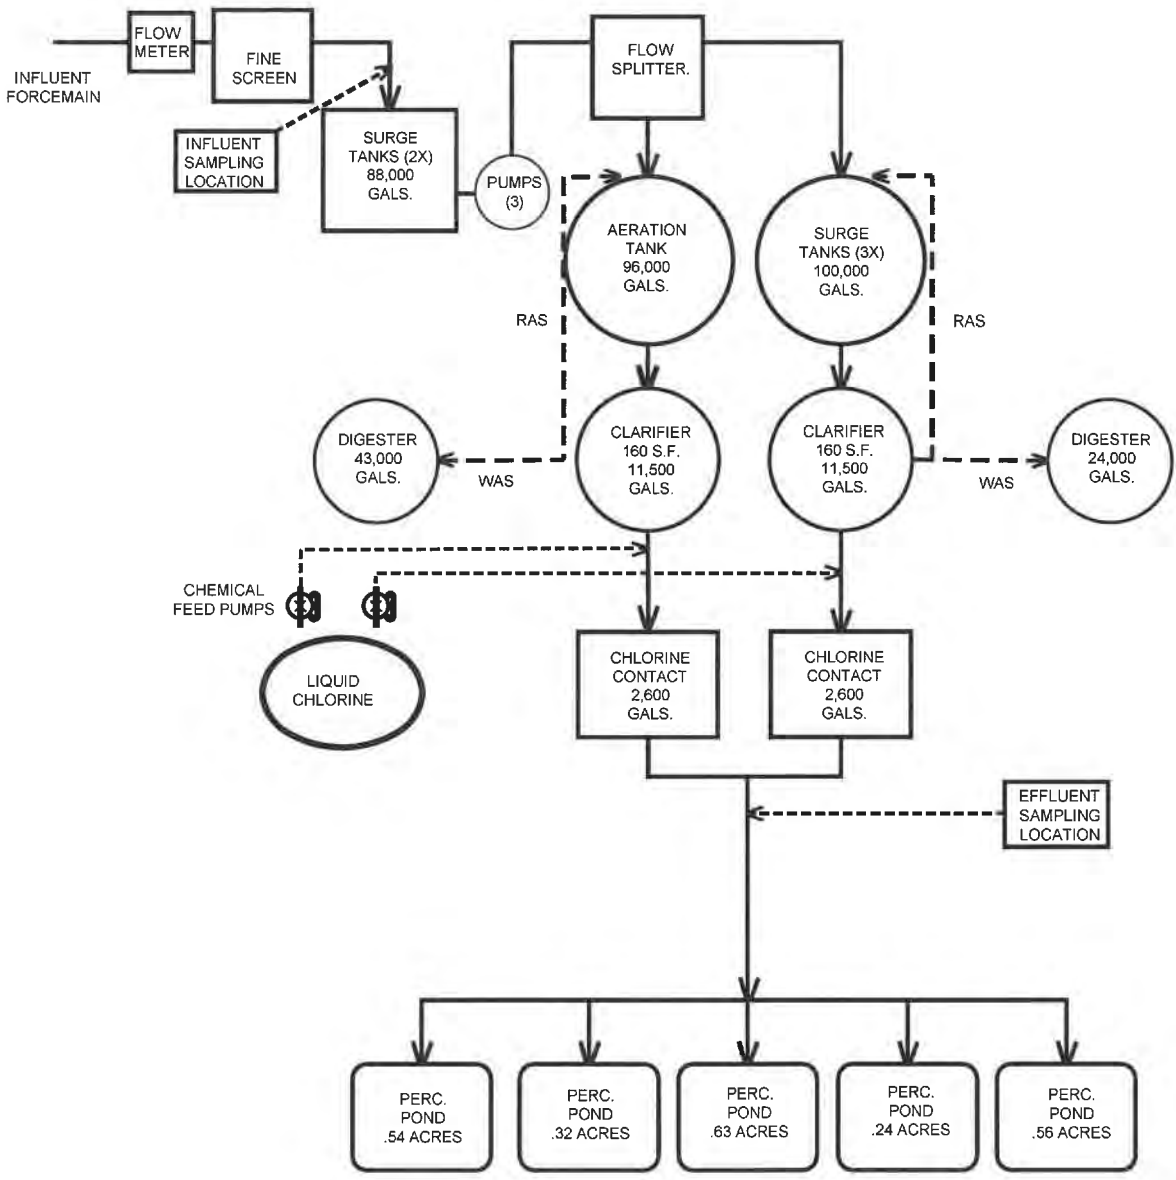 FLOW
METER
INFLUENT
FORCEMAIN
FINE
SCREEN
INFLUENT
SAMPLING
LOCATION
SURGE
TANKS (2X)
88,000
GALS.
PUMPS
(3)
FLOW
SPLITTER.
AERATION
TANK
96,000
GALS.
SURGE
TANKS (3X)
100,000
GALS.
RAS
RAS
DIGESTER
43,000
GALS.
WAS
CLARIFIER
160 S.F.
11,500
GALS.
CLARIFIER
160 S.F.
11,500
GALS.
WAS
DIGESTER
24,000
GALS.
CHEMICAL
FEED PUMPS
LIQUID
CHLORINE
CHLORINE
CONTACT
2,600
GALS.
CHLORINE
CONTACT
2,600
GALS.
EFFLUENT
SAMPLING
LOCATION
PERC.
POND
.54 ACRES
PERC.
POND
.32 ACRES
PERC.
POND
.63 ACRES
PERC.
POND
.24 ACRES
PERC.
POND
.56 ACRES